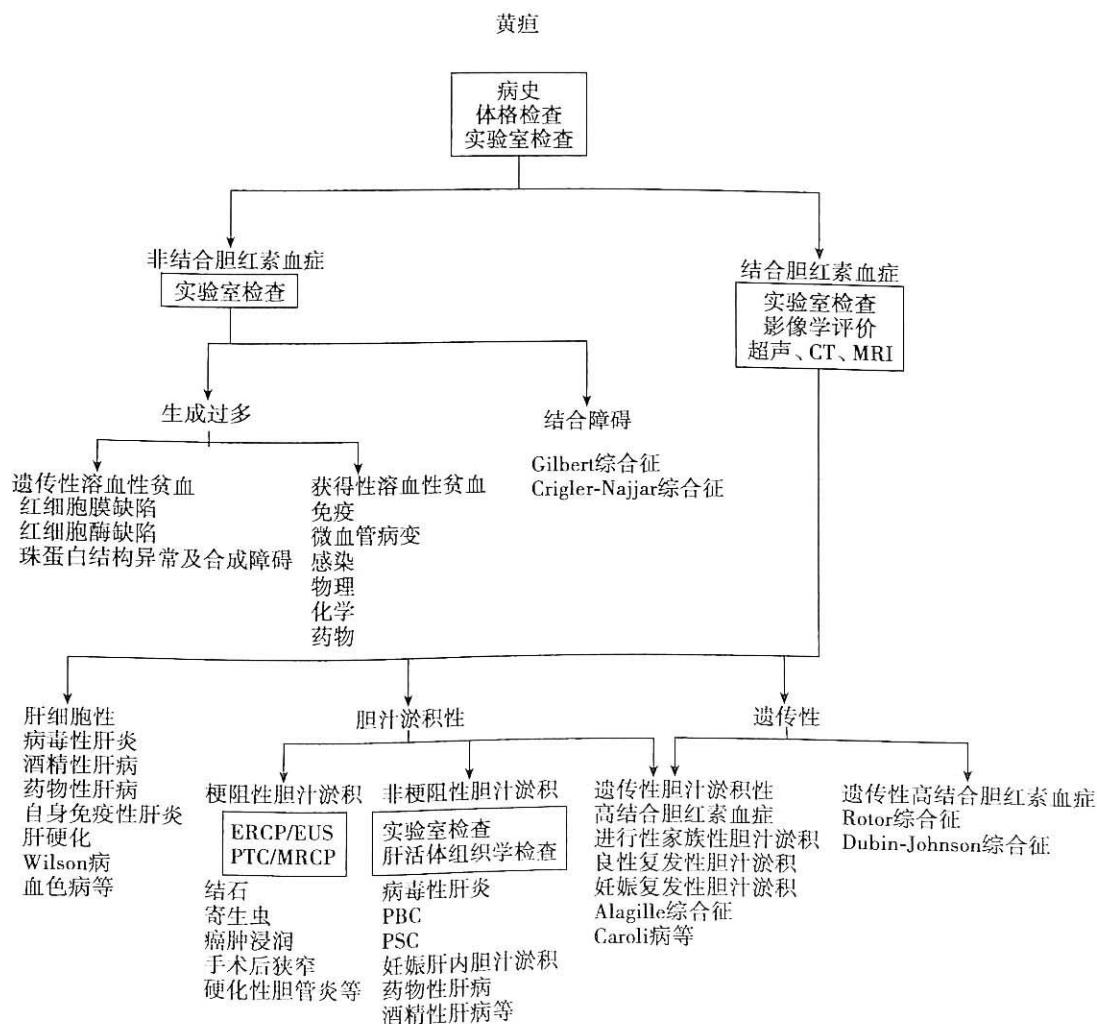 黄疸
病史
体格检查
实验室检查
非结合胆红素血症
实验室检查
结合胆红素血症
实验室检查
影像学评价
超声、CT、MRI
生成过多
结合障碍
Gilbert综合征
Crigler-Najjar综合征
遗传性溶血性贫血
红细胞膜缺陷
红细胞酶缺陷
珠蛋白结构异常及合成障碍
获得性溶血性贫血
免疫
微血管病变
感染
物理
化学
药物
肝细胞性
病毒性肝炎
酒精性肝病
药物性肝病
自身免疫性肝炎
肝硬化
Wilson病
血色病等
胆汁淤积性
梗阻性胆汁淤积
ERCP/EUS
PTC/MRCP
结石
寄生虫
癌肿浸润
手术后狭窄
硬化性胆管炎等
非梗阻性胆汁淤积
实验室检查
肝活体组织学检查
病毒性肝炎
PBC
PSC
妊娠肝内胆汁淤积
药物性肝病
酒精性肝病等
遗传性
遗传性胆汁淤积性
高结合胆红素血症
进行性家族性胆汁淤积
良性复发性胆汁淤积
妊娠复发性胆汁淤积
Alagille综合征
Caroli病等
遗传性高结合胆红素血症
Rotor综合征
Dubin-Johnson综合征